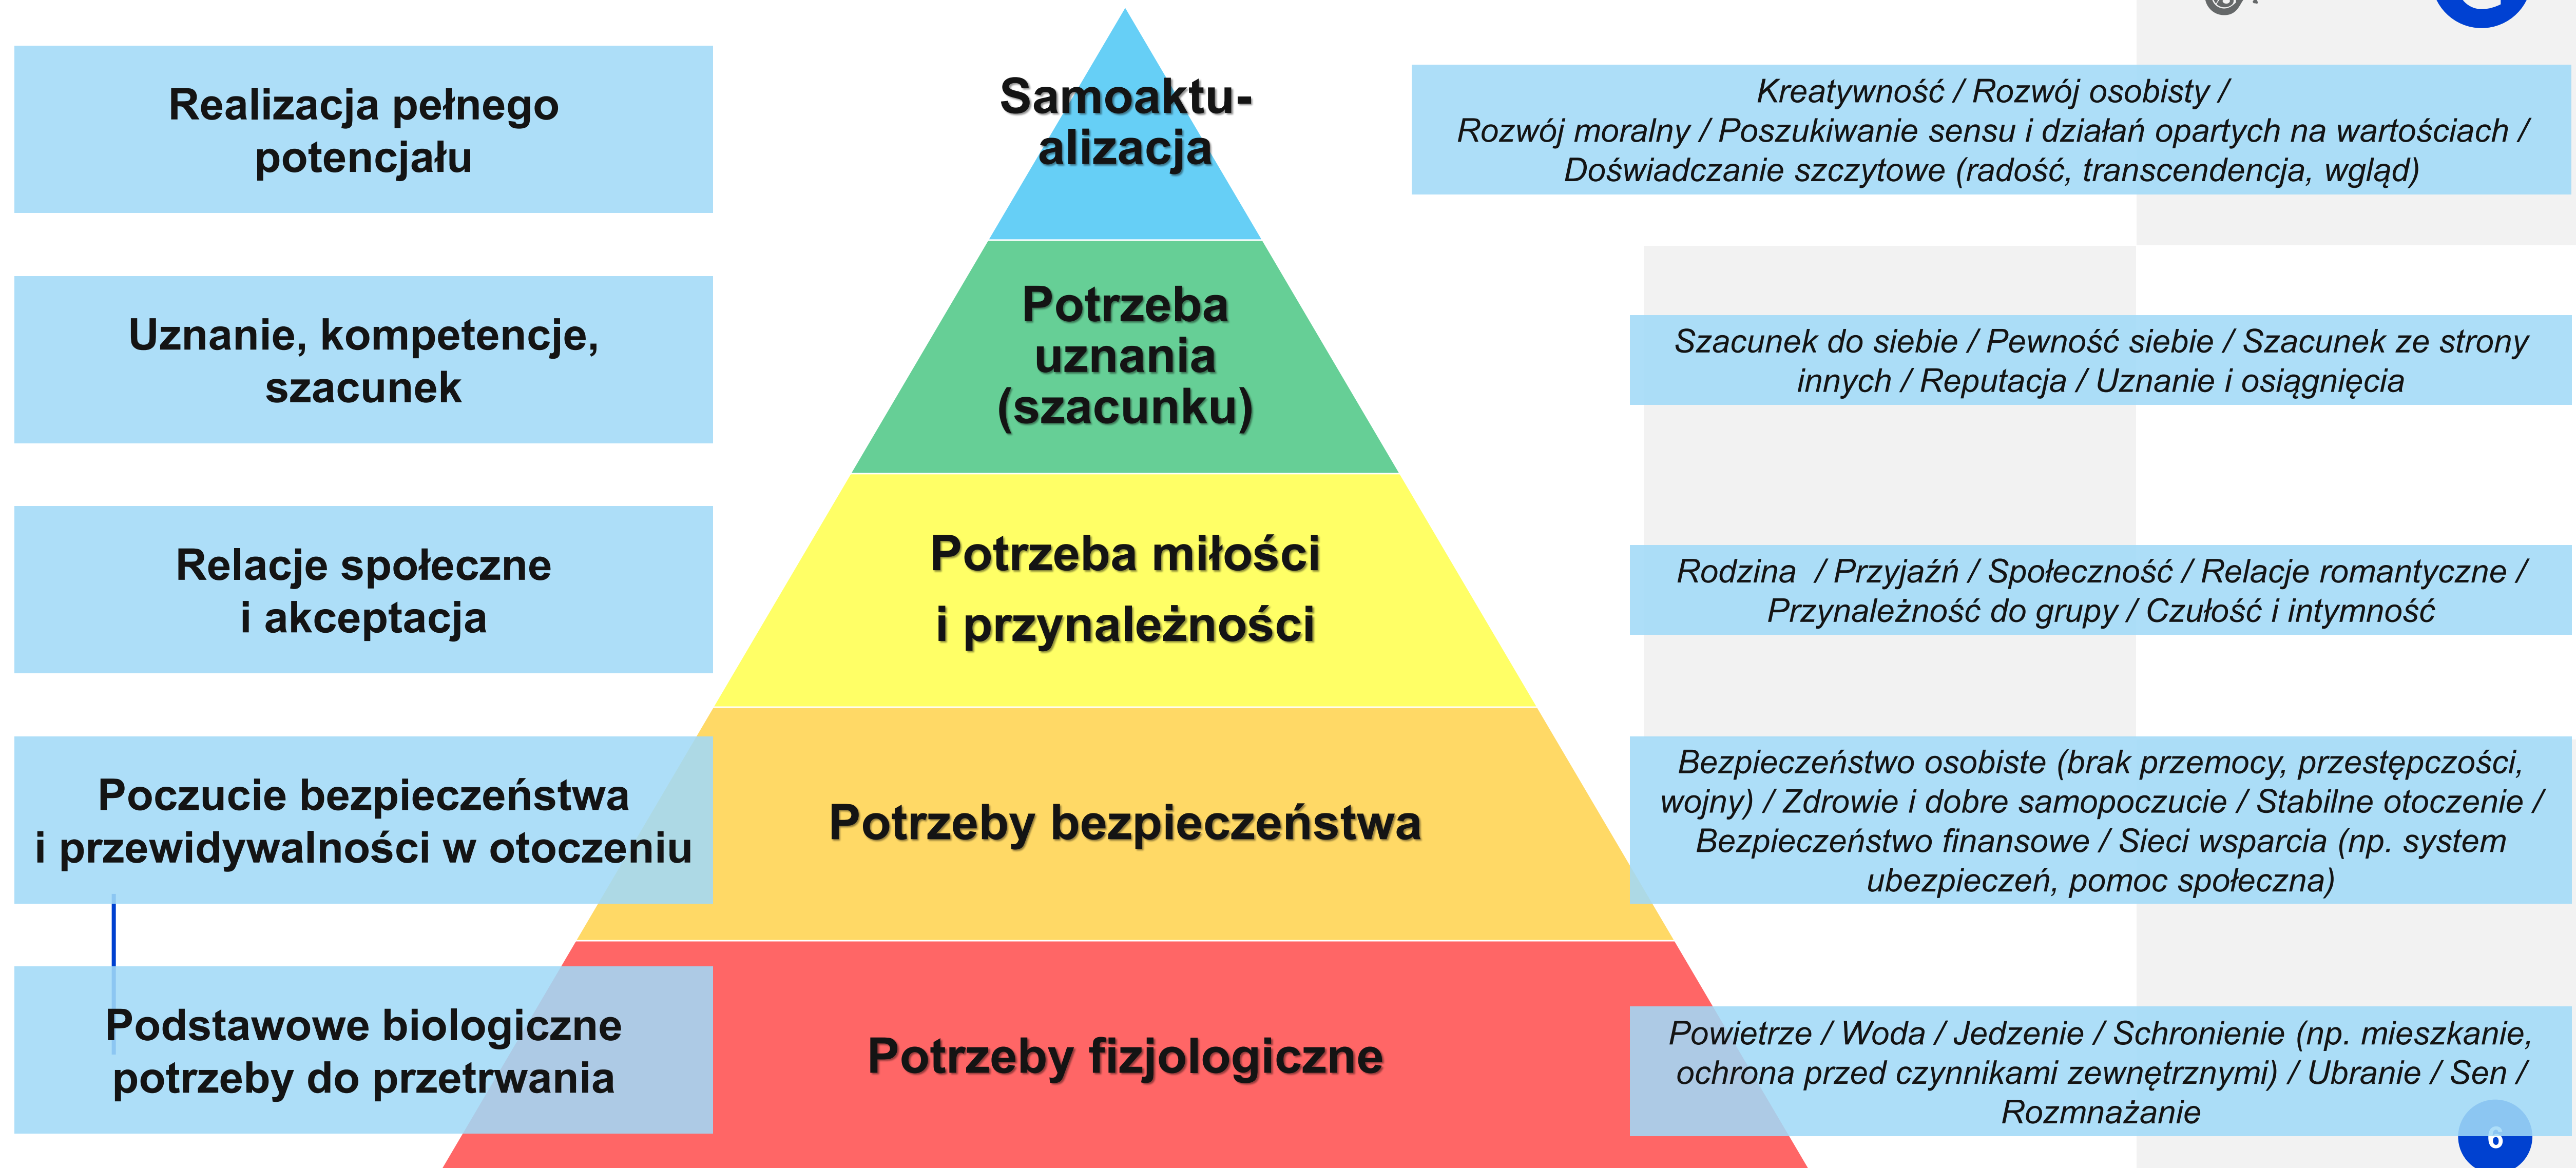 Realizacja pełnego
potencjału
Samoaktu-
alizacja
Kreatywność / Rozwój osobisty /
Rozwój moralny / Poszukiwanie sensu i działań opartych na wartościach /
Doświadczanie szczytowe (radość, transcendencja, wgląd)
Uznanie, kompetencje,
szacunek
Potrzeba
uznania
(szacunku)
Szacunek do siebie / Pewność siebie / Szacunek ze strony
innych / Reputacja / Uznanie i osiągnięcia
Relacje społeczne
i akceptacja
Potrzeba miłości
i przynależności
Rodzina / Przyjaźń / Społeczność / Relacje romantyczne /
Przynależność do grupy / Czułość i intymność
Poczucie bezpieczeństwa
i przewidywalności w otoczeniu
Potrzeby bezpieczeństwa
Bezpieczeństwo osobiste (brak przemocy, przestępczości,
wojny) / Zdrowie i dobre samopoczucie / Stabilne otoczenie /
Bezpieczeństwo finansowe / Sieci wsparcia (np. system
ubezpieczeń, pomoc społeczna)
Podstawowe biologiczne
potrzeby do przetrwania
Potrzeby fizjologiczne
Powietrze / Woda / Jedzenie / Schronienie (np. mieszkanie,
ochrona przed czynnikami zewnętrznymi) / Ubranie / Sen /
Rozmnażanie
6